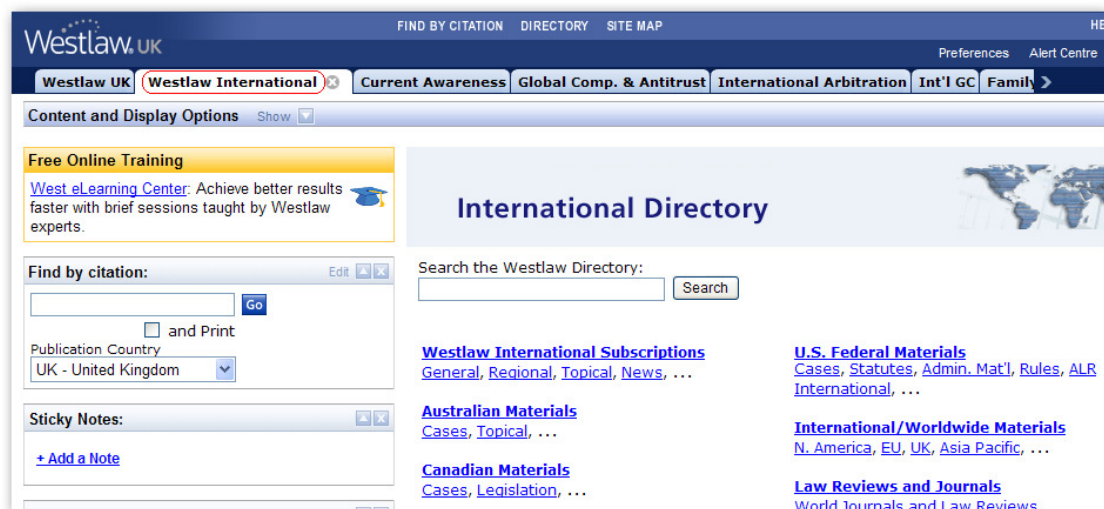 FIND BY CITATION DIRECTORY SITE MAP
Westlaw. UK
Preferences Alert Centre
Westlaw UK Westlaw International Current Awareness Global Comp. & Antitrust International Arbitration Int'l GC Family
Content and Display Options Show
Free Online Training
West eLearning Center: Achieve better results
faster with brief sessions taught by Westlaw
experts.
International Directory
Find by citation: Edit
Go
and Print
Publication Country
UK - United Kingdom
Sticky Notes:
+ Add a Note
Search the Westlaw Directory:
Search
Westlaw International Subscriptions
General, Regional, Topical, News, ...
Australian Materials
Cases, Topical, ...
Canadian Materials
Cases, Legislation, ...
U.S. Federal Materials
Cases, Statutes, Admin. Mat'l, Rules, ALR
International, ...
International/Worldwide Materials
N. America, EU, UK, Asia Pacific, ...
Law Reviews and Journals
World Journals and Law Reviews